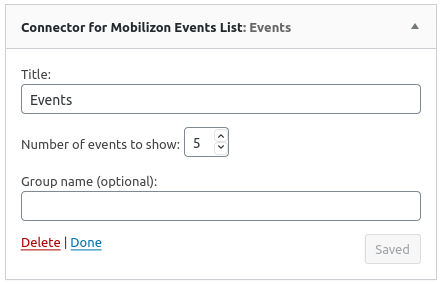 Connector for Mobilizon Events List: Events
Title:
Events
Number of events to show: 5
Group name (optional):
Delete | Done
Saved